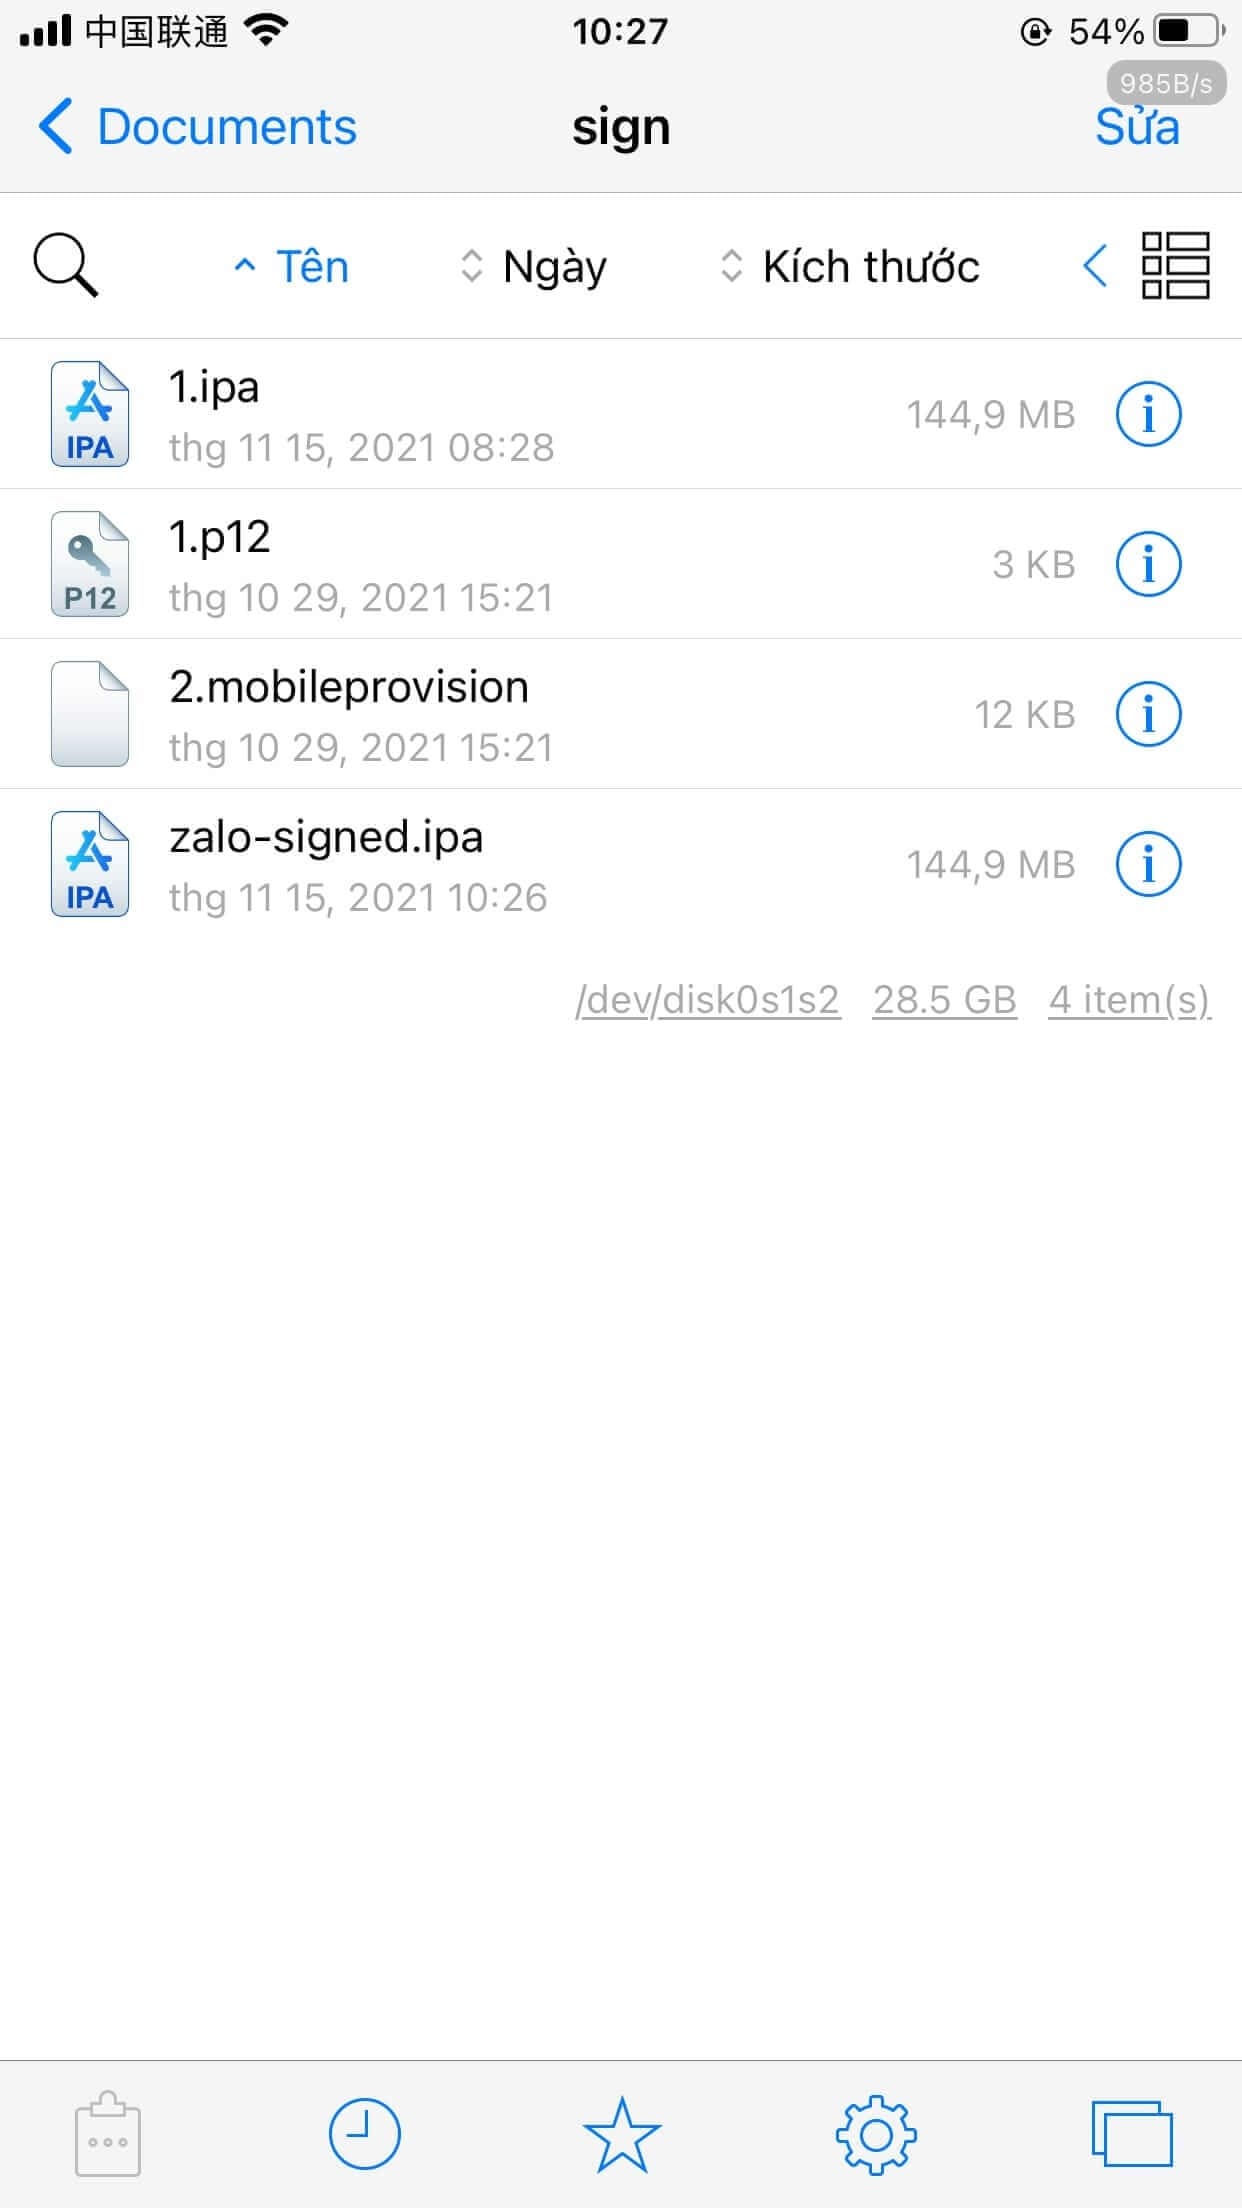 中国联通 10:27 54%
985B/s
Documents sign Sửa
Tên Ngày Kích thước
1.ipa
IPA thg 11 15, 2021 08:28 144,9 MB
1.p12
P12 thg 10 29, 2021 15:21 3 KB
2.mobileprovision
thg 10 29, 2021 15:21 12 KB
zalo-signed.ipa
IPA thg 11 15, 2021 10:26 144,9 MB
/dev/disk0s1s2 28.5 GB 4 item(s)